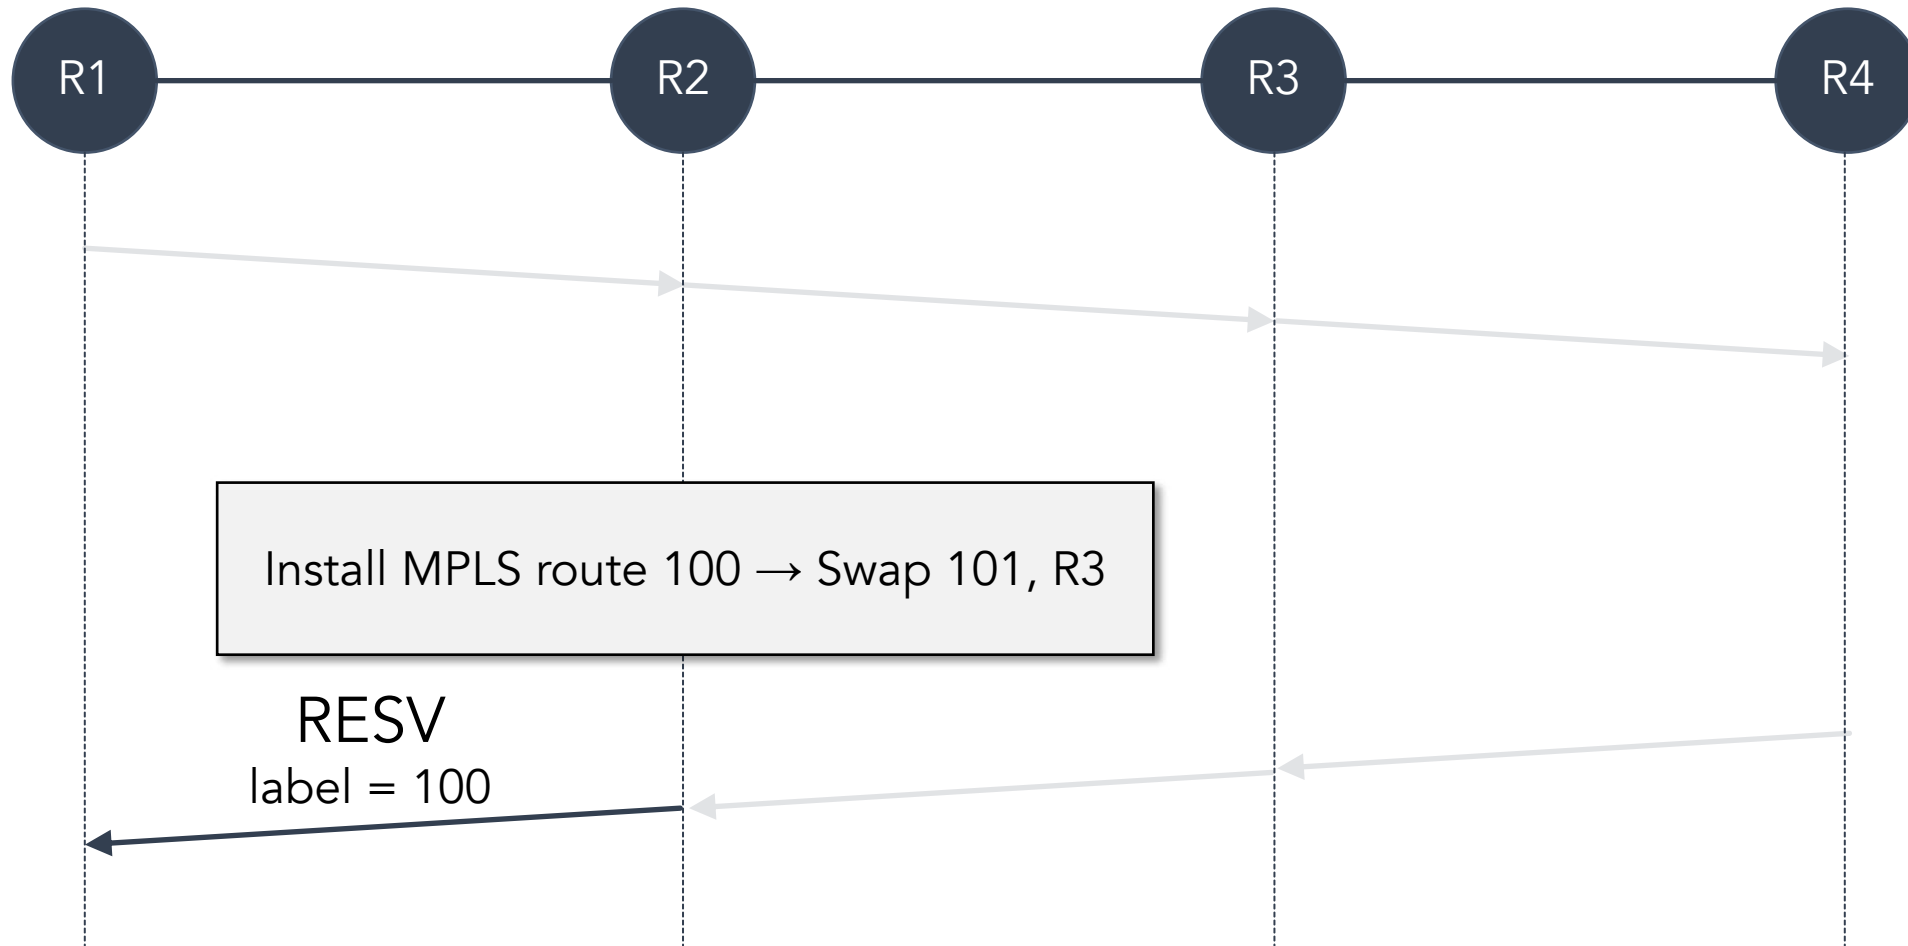 R1
R2
R3
R4
Install MPLS route 100 → Swap 101, R3
RESV
label = 100